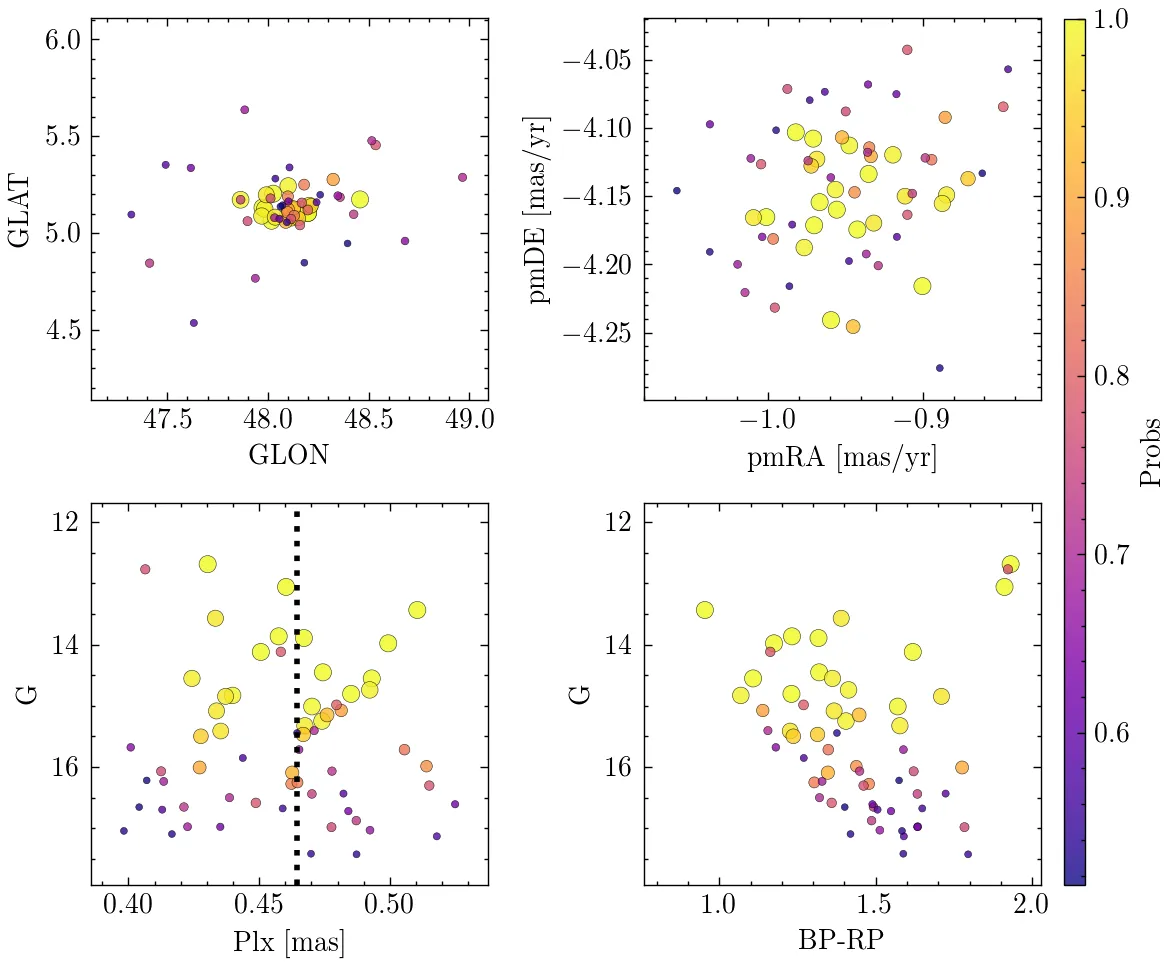 6.0
5.5
5.0
4.5
GLAT
47.5 48.0 48.5 49.0
GLON
−4.05
−4.10
−4.15
−4.20
−4.25
pmDE [mas/yr]
−1.0 −0.9
pmRA [mas/yr]
12
14
16
G
0.40 0.45 0.50
Plx [mas]
12
14
16
G
1.0 1.5 2.0
BP-RP
1.0
0.9
0.8
0.7
0.6
Probs